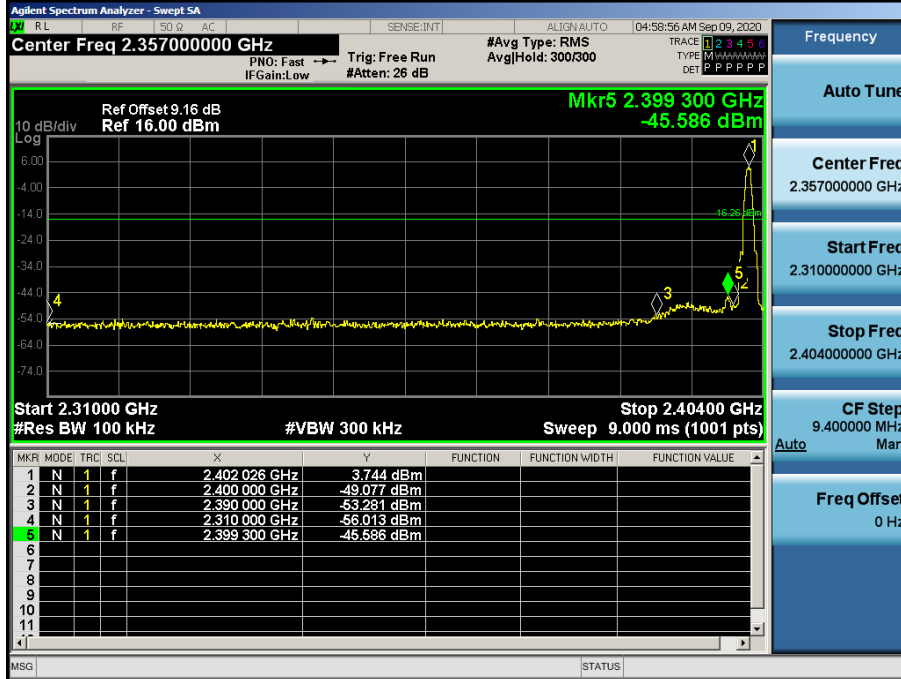 Agilent Spectrum Analyzer - Swept SA
LXI RL RF 50 Ω AC SENSE:INT ALIGN AUTO 04:58:56 AM Sep 09, 2020
Center Freq 2.357000000 GHz
PNO: Fast
IFGain:Low
Trig: Free Run
#Atten: 26 dB
#Avg Type: RMS
Avg|Hold: 300/300
TRACE 1 2 3 4 5 6
TYPE M WWWWW
DET P P P P P P
Mkr5 2.399 300 GHz
-45.586 dBm
Ref Offset 9.16 dB
Ref 16.00 dBm
10 dB/div
Log
6.00
-4.00
-14.0
-24.0
-34.0
-44.0
-54.0
-64.0
-74.0
-16.26 dBm
1
2
3
4
5
Start 2.31000 GHz
Stop 2.40400 GHz
#Res BW 100 kHz
#VBW 300 kHz
Sweep 9.000 ms (1001 pts)
MKR MODE TRC SCL X Y FUNCTION FUNCTION WIDTH FUNCTION VALUE
1 N 1 f 2.402 026 GHz 3.744 dBm
2 N 1 f 2.400 000 GHz -49.077 dBm
3 N 1 f 2.390 000 GHz -53.281 dBm
4 N 1 f 2.310 000 GHz -56.013 dBm
5 N 1 f 2.399 300 GHz -45.586 dBm
6
7
8
9
10
11
MSG
STATUS
Frequency
Auto Tune
Center Freq
2.357000000 GHz
Start Freq
2.310000000 GHz
Stop Freq
2.404000000 GHz
CF Step
9.400000 MHz
Auto Man
Freq Offset
0 Hz